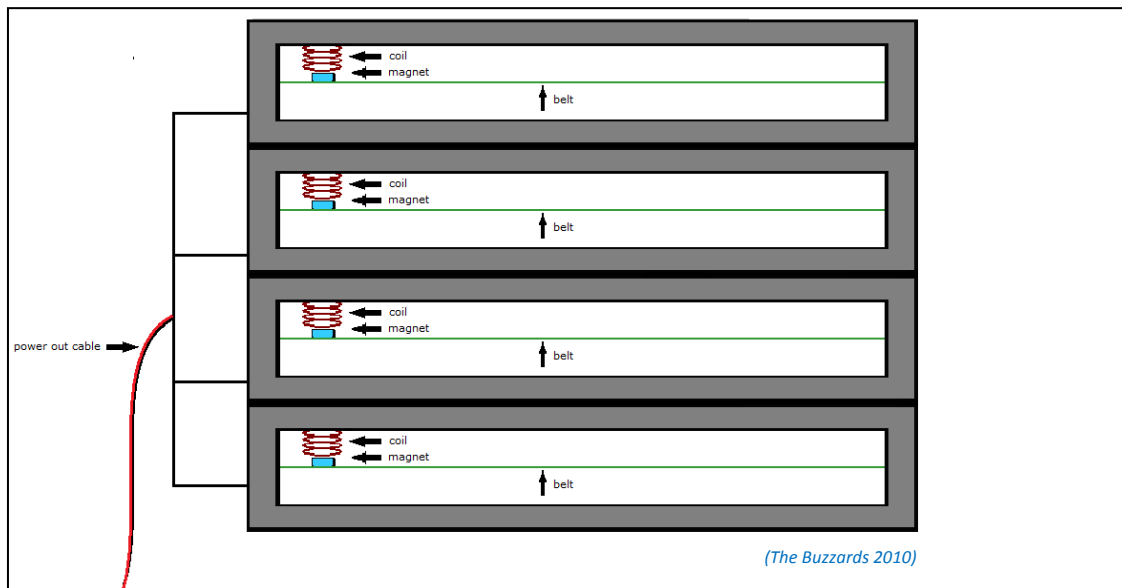 coil
magnet
belt
coil
magnet
belt
coil
magnet
power out cable
belt
coil
magnet
belt
(The Buzzards 2010)